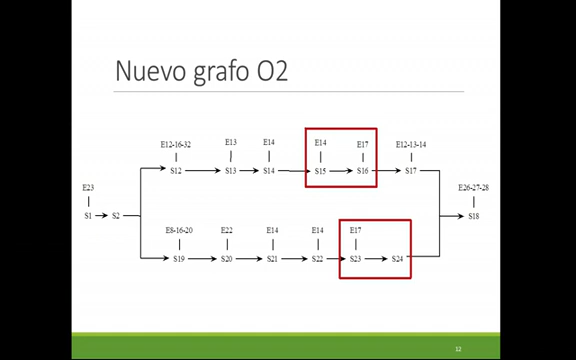 Nuevo grafo O2
E12-16-32 E13 E14 E14 E17 E12-13-14
S12 S13 S14 S15 S16 S17
E23 E26-27-28
S1 S2 S18
E8-16-20 E22 E14 E14 E17
S19 S20 S21 S22 S23 S24
12